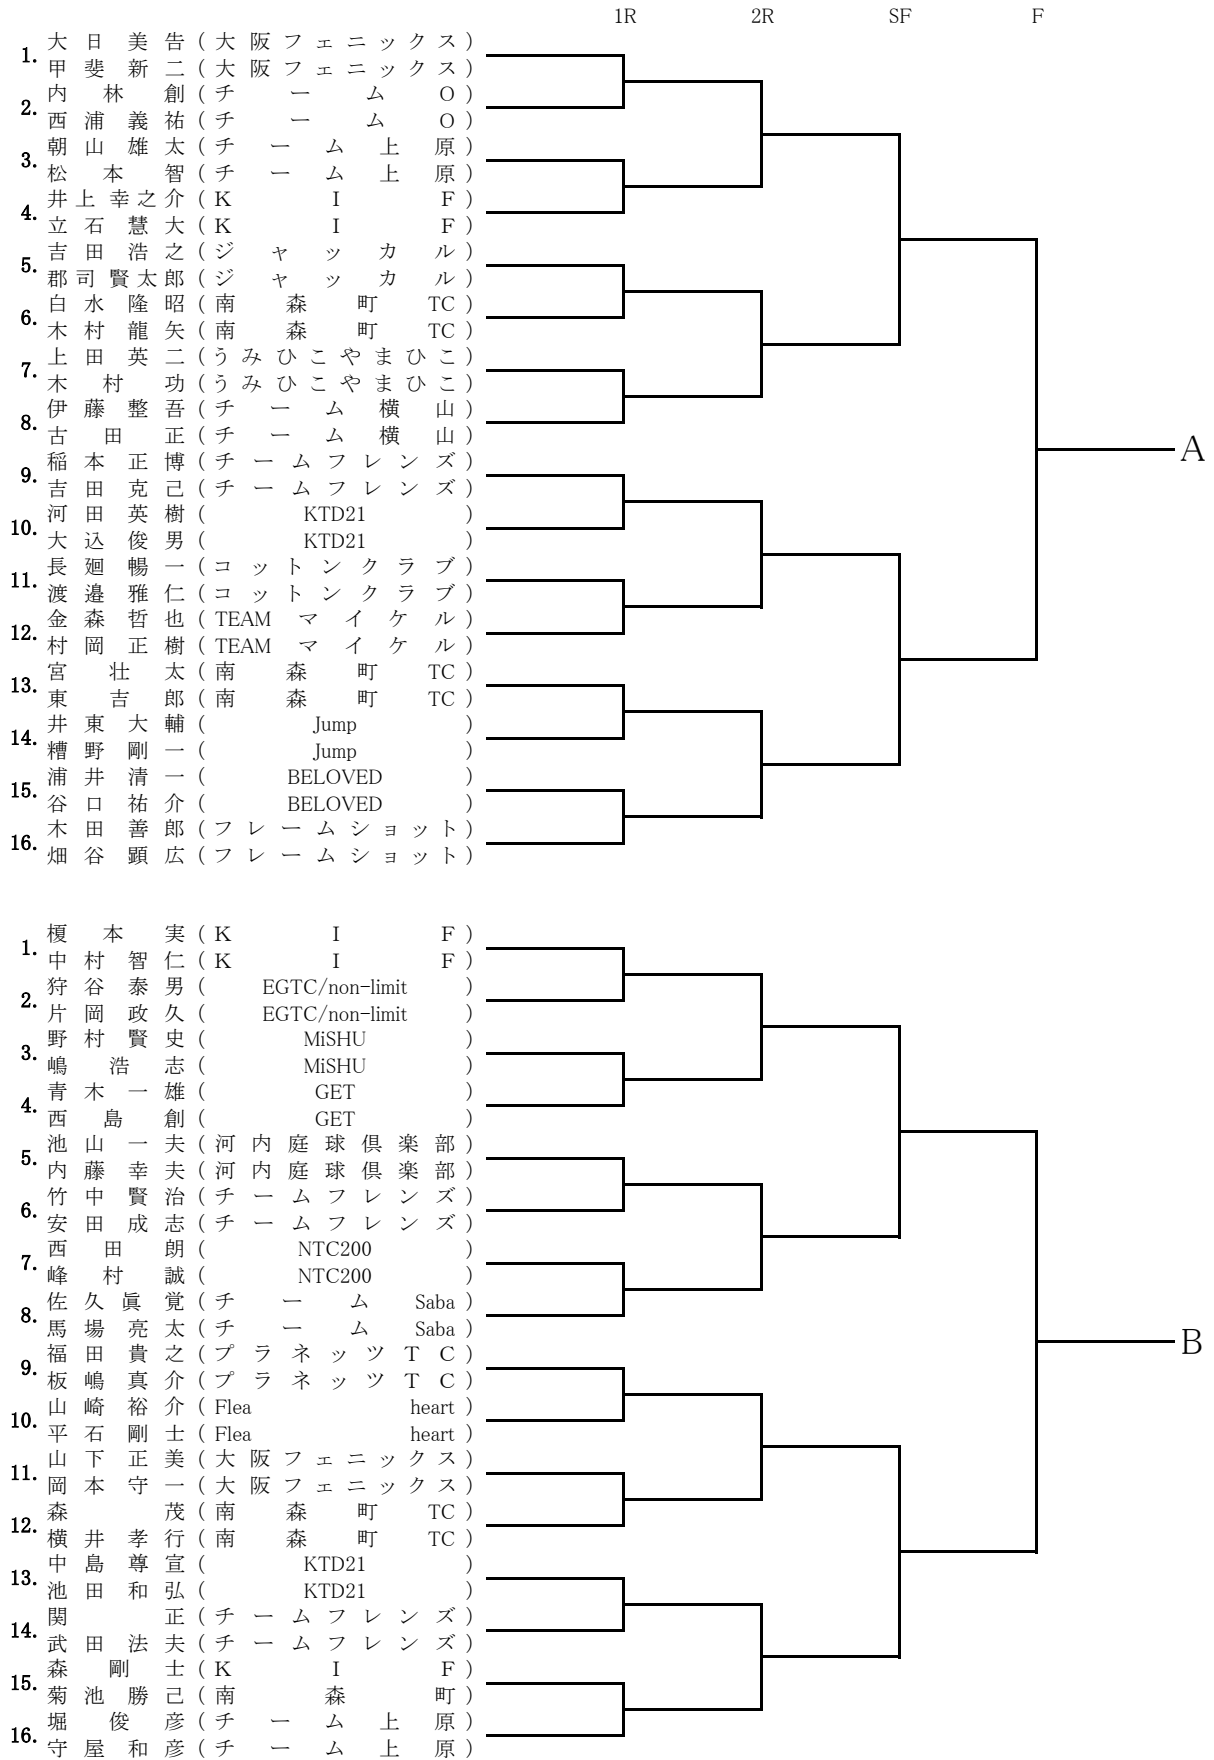 1R 2R SF F
1. 大日美告(大阪フェニックス)
甲斐新二(大阪フェニックス)
2. 内林創(チームO)
西浦義祐(チームO)
3. 朝山雄太(チーム上原)
松本智(チーム上原)
4. 井上幸之介(KIF)
立石慧大(KIF)
5. 吉田浩之(ジャッカル)
郡司賢太郎(ジャッカル)
6. 白水隆昭(南森町TC)
木村龍矢(南森町TC)
7. 上田英二(うみひこやまひこ)
木村功(うみひこやまひこ)
8. 伊藤整吾(チーム横山)
古田正(チーム横山)
A
9. 稲本正博(チームフレンズ)
吉田克己(チームフレンズ)
10. 河田英樹(KTD21)
大込俊男(KTD21)
11. 長廻暢一(コットンクラブ)
渡邉雅仁(コットンクラブ)
12. 金森哲也(TEAMマイケル)
村岡正樹(TEAMマイケル)
13. 宮壮太(南森町TC)
東吉郎(南森町TC)
14. 井東大輔(Jump)
糟野剛一(Jump)
15. 浦井清一(BELOVED)
谷口祐介(BELOVED)
16. 木田善郎(フレームショット)
畑谷顕広(フレームショット)
1. 榎本実(KIF)
中村智仁(KIF)
2. 狩谷泰男(EGTC/non-limit)
片岡政久(EGTC/non-limit)
3. 野村賢史(MiSHU)
嶋浩志(MiSHU)
4. 青木一雄(GET)
西島創(GET)
5. 池山一夫(河内庭球倶楽部)
内藤幸夫(河内庭球倶楽部)
6. 竹中賢治(チームフレンズ)
安田成志(チームフレンズ)
7. 西田朗(NTC200)
峰村誠(NTC200)
8. 佐久眞覚(チームSaba)
馬場亮太(チームSaba)
B
9. 福田貴之(プラネッツTC)
板嶋真介(プラネッツTC)
10. 山崎裕介(Flea heart)
平石剛士(Flea heart)
11. 山下正美(大阪フェニックス)
岡本守一(大阪フェニックス)
12. 森茂(南森町TC)
横井孝行(南森町TC)
13. 中島尊宣(KTD21)
池田和弘(KTD21)
14. 関正(チームフレンズ)
武田法夫(チームフレンズ)
15. 森剛士(KIF)
菊池勝己(南森町)
16. 堀俊彦(チーム上原)
守屋和彦(チーム上原)